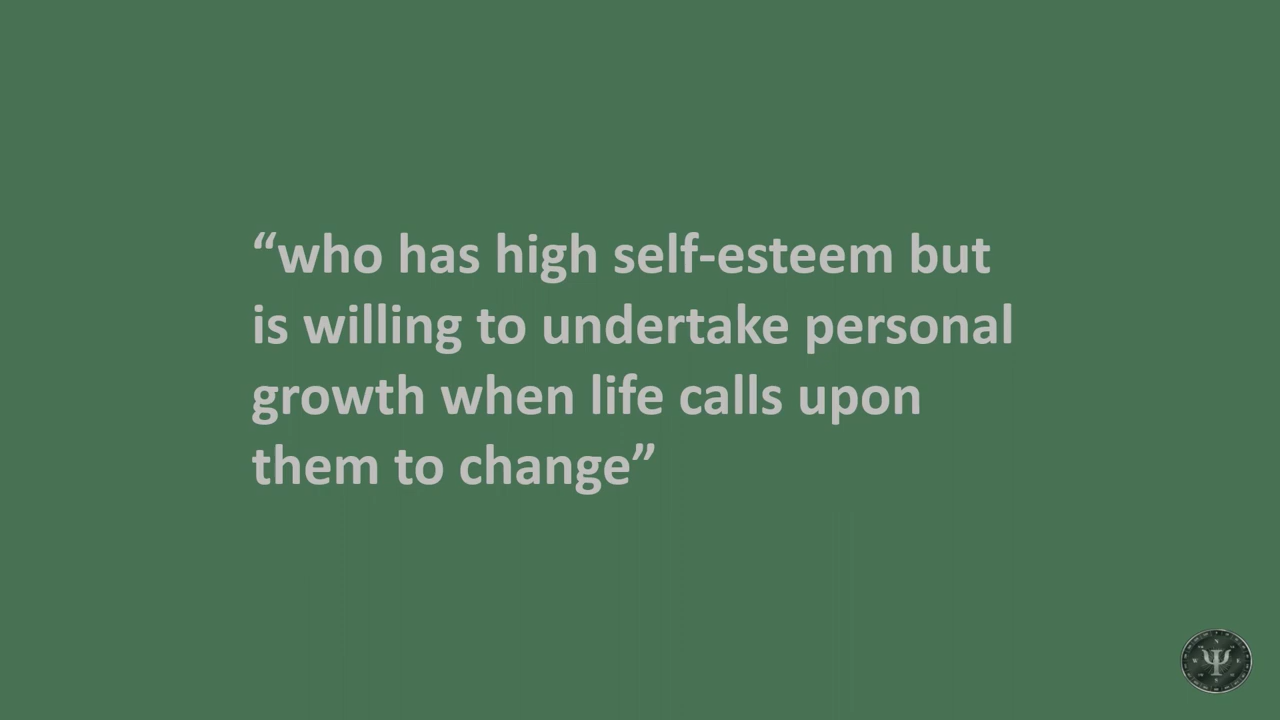 “who has high self-esteem but
is willing to undertake personal
growth when life calls upon
them to change”
Ψ